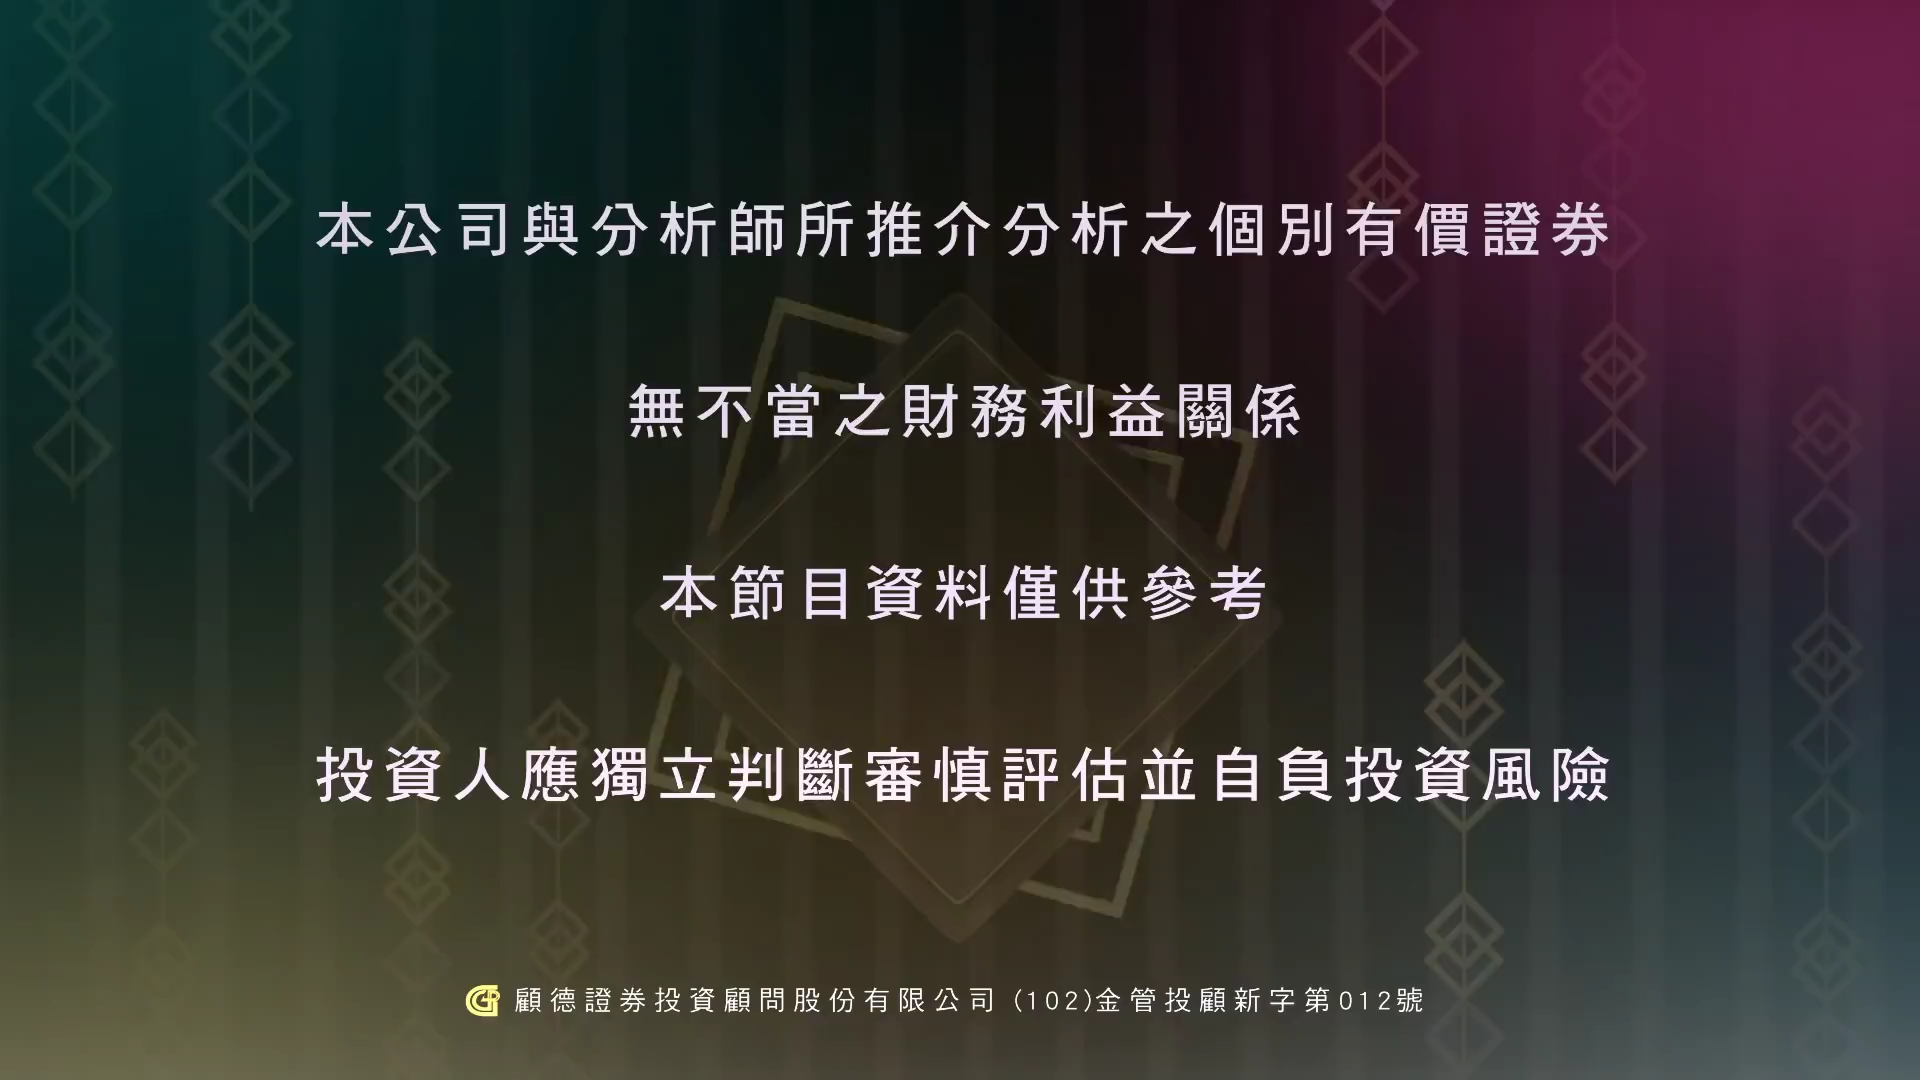 本公司與分析師所推介分析之個別有價證券
無不當之財務利益關係
本節目資料僅供參考
投資人應獨立判斷審慎評估並自負投資風險
顧德證券投資顧問股份有限公司 (102)金管投顧新字第012號